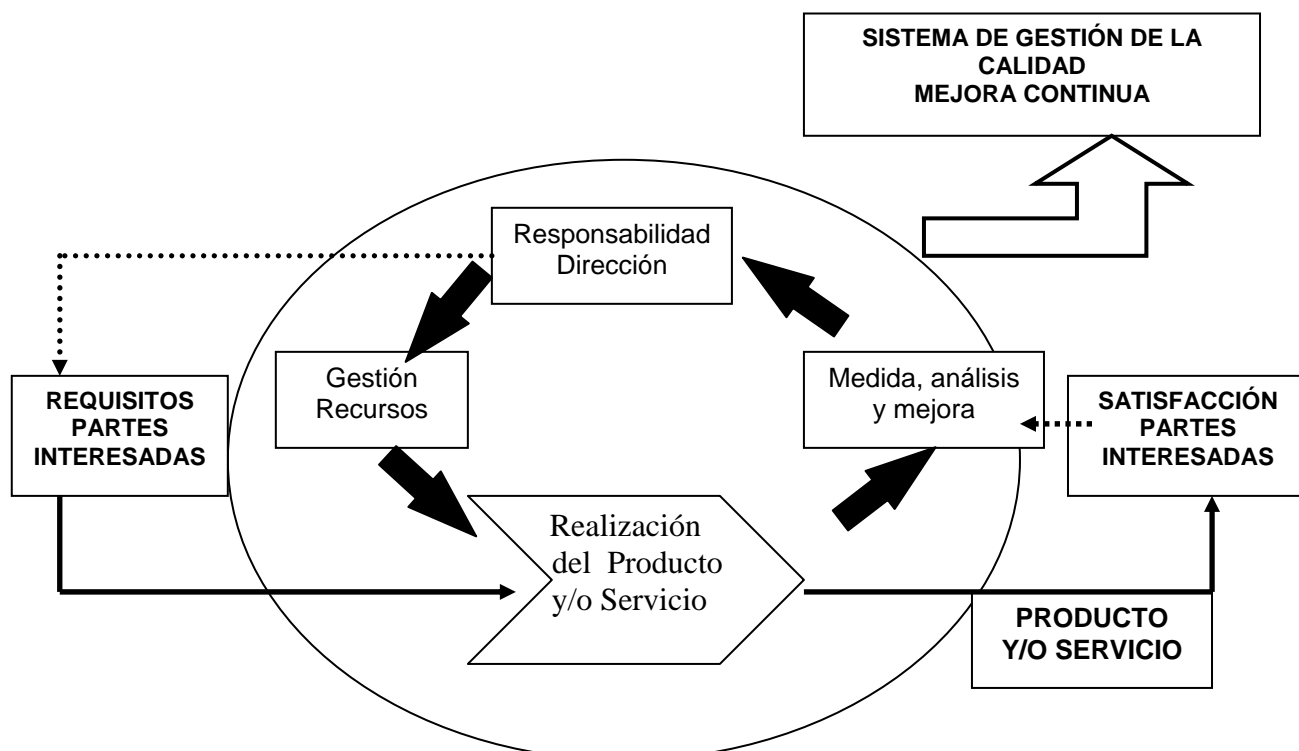 SISTEMA DE GESTIÓN DE LA
CALIDAD
MEJORA CONTINUA
Responsabilidad
Dirección
Gestión
Recursos
Medida, análisis
y mejora
REQUISITOS
PARTES
INTERESADAS
SATISFACCIÓN
PARTES
INTERESADAS
Realización
del Producto
y/o Servicio
PRODUCTO
Y/O SERVICIO